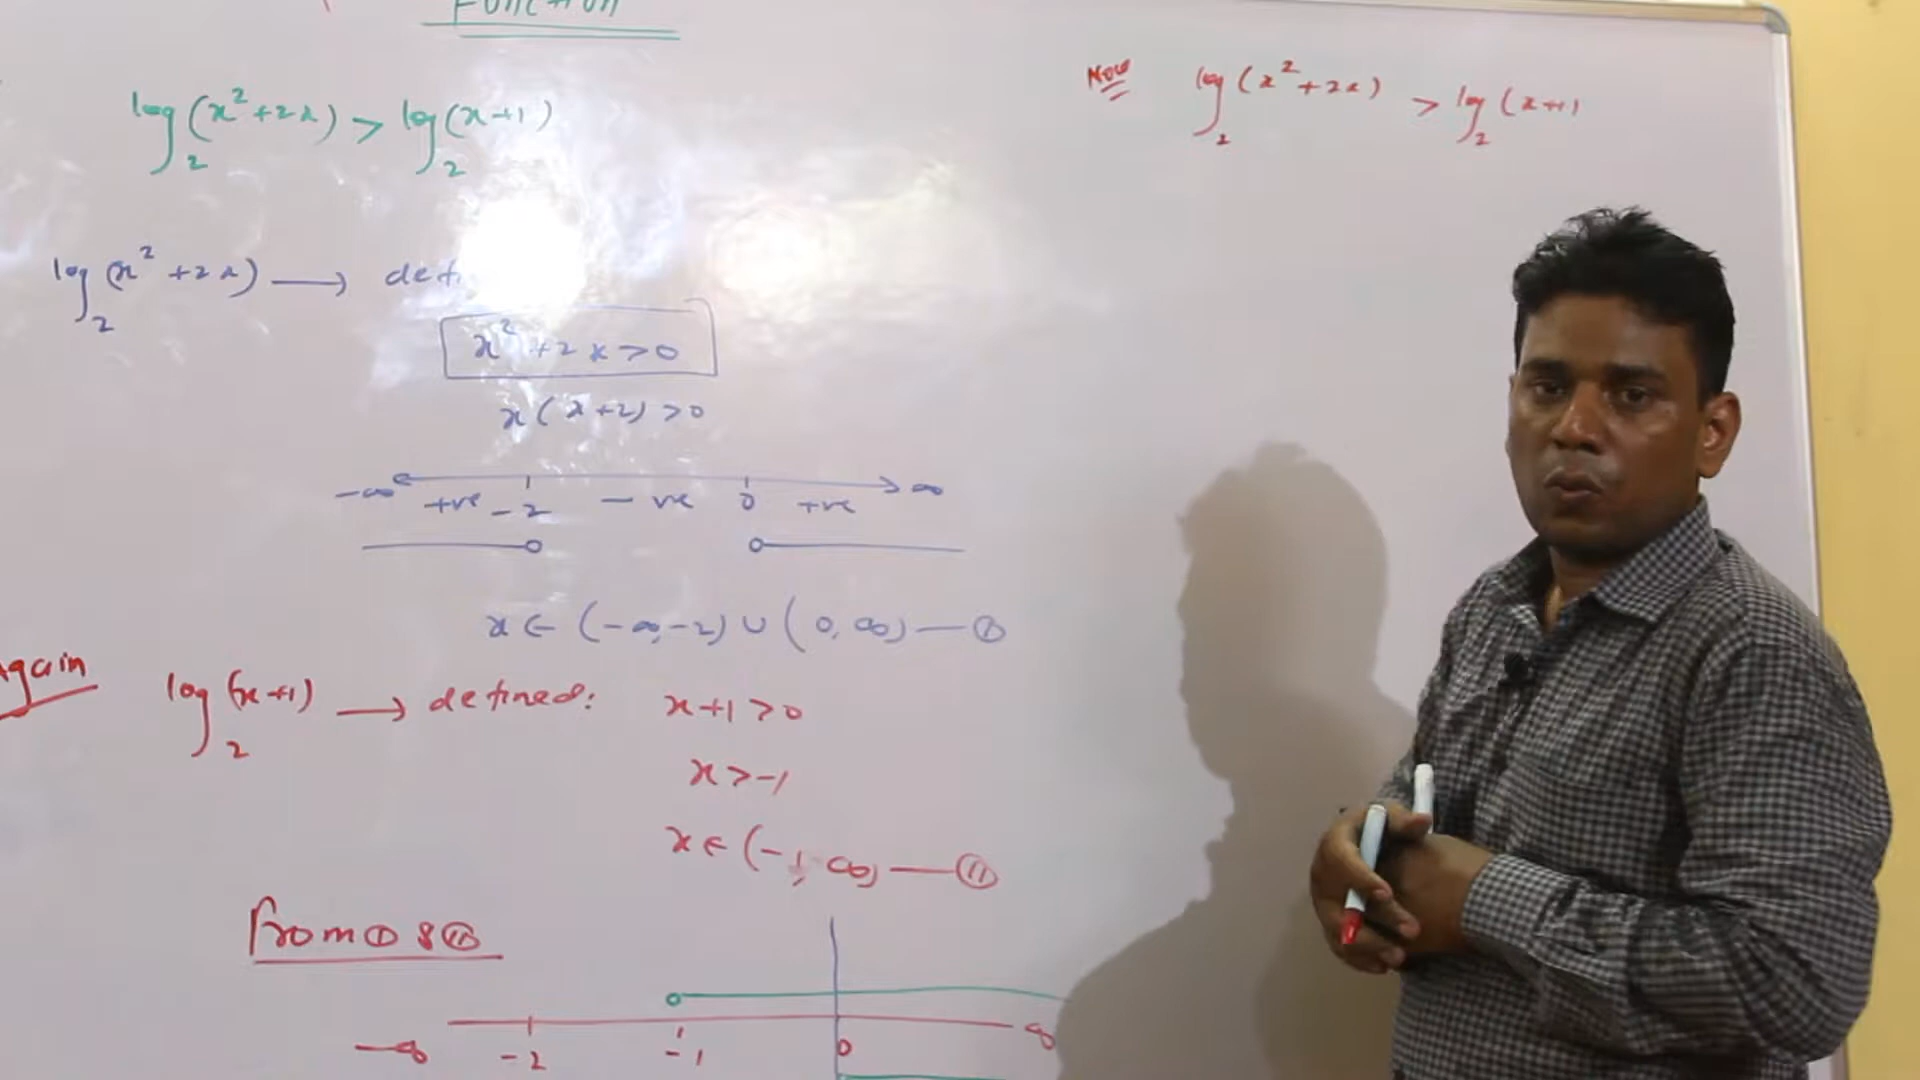 Function
log₂(x²+2x) > log₂(x+1)
log₂(x²+2x) ⟶ defi
x²+2x>0
x(x+2)>0
-∞ +ve -2 - ve 0 +ve ∞
x ∈ (-∞,-2) ∪ (0,∞) — Ⓘ
Again log₂(x+1) ⟶ defined: x+1>0
x>-1
x ∈ (-1, ∞) — ⑪
from Ⓘ & ⑪
-∞ -2 -1 0 ∞
Now log₂(x²+2x) > log₂(x+1